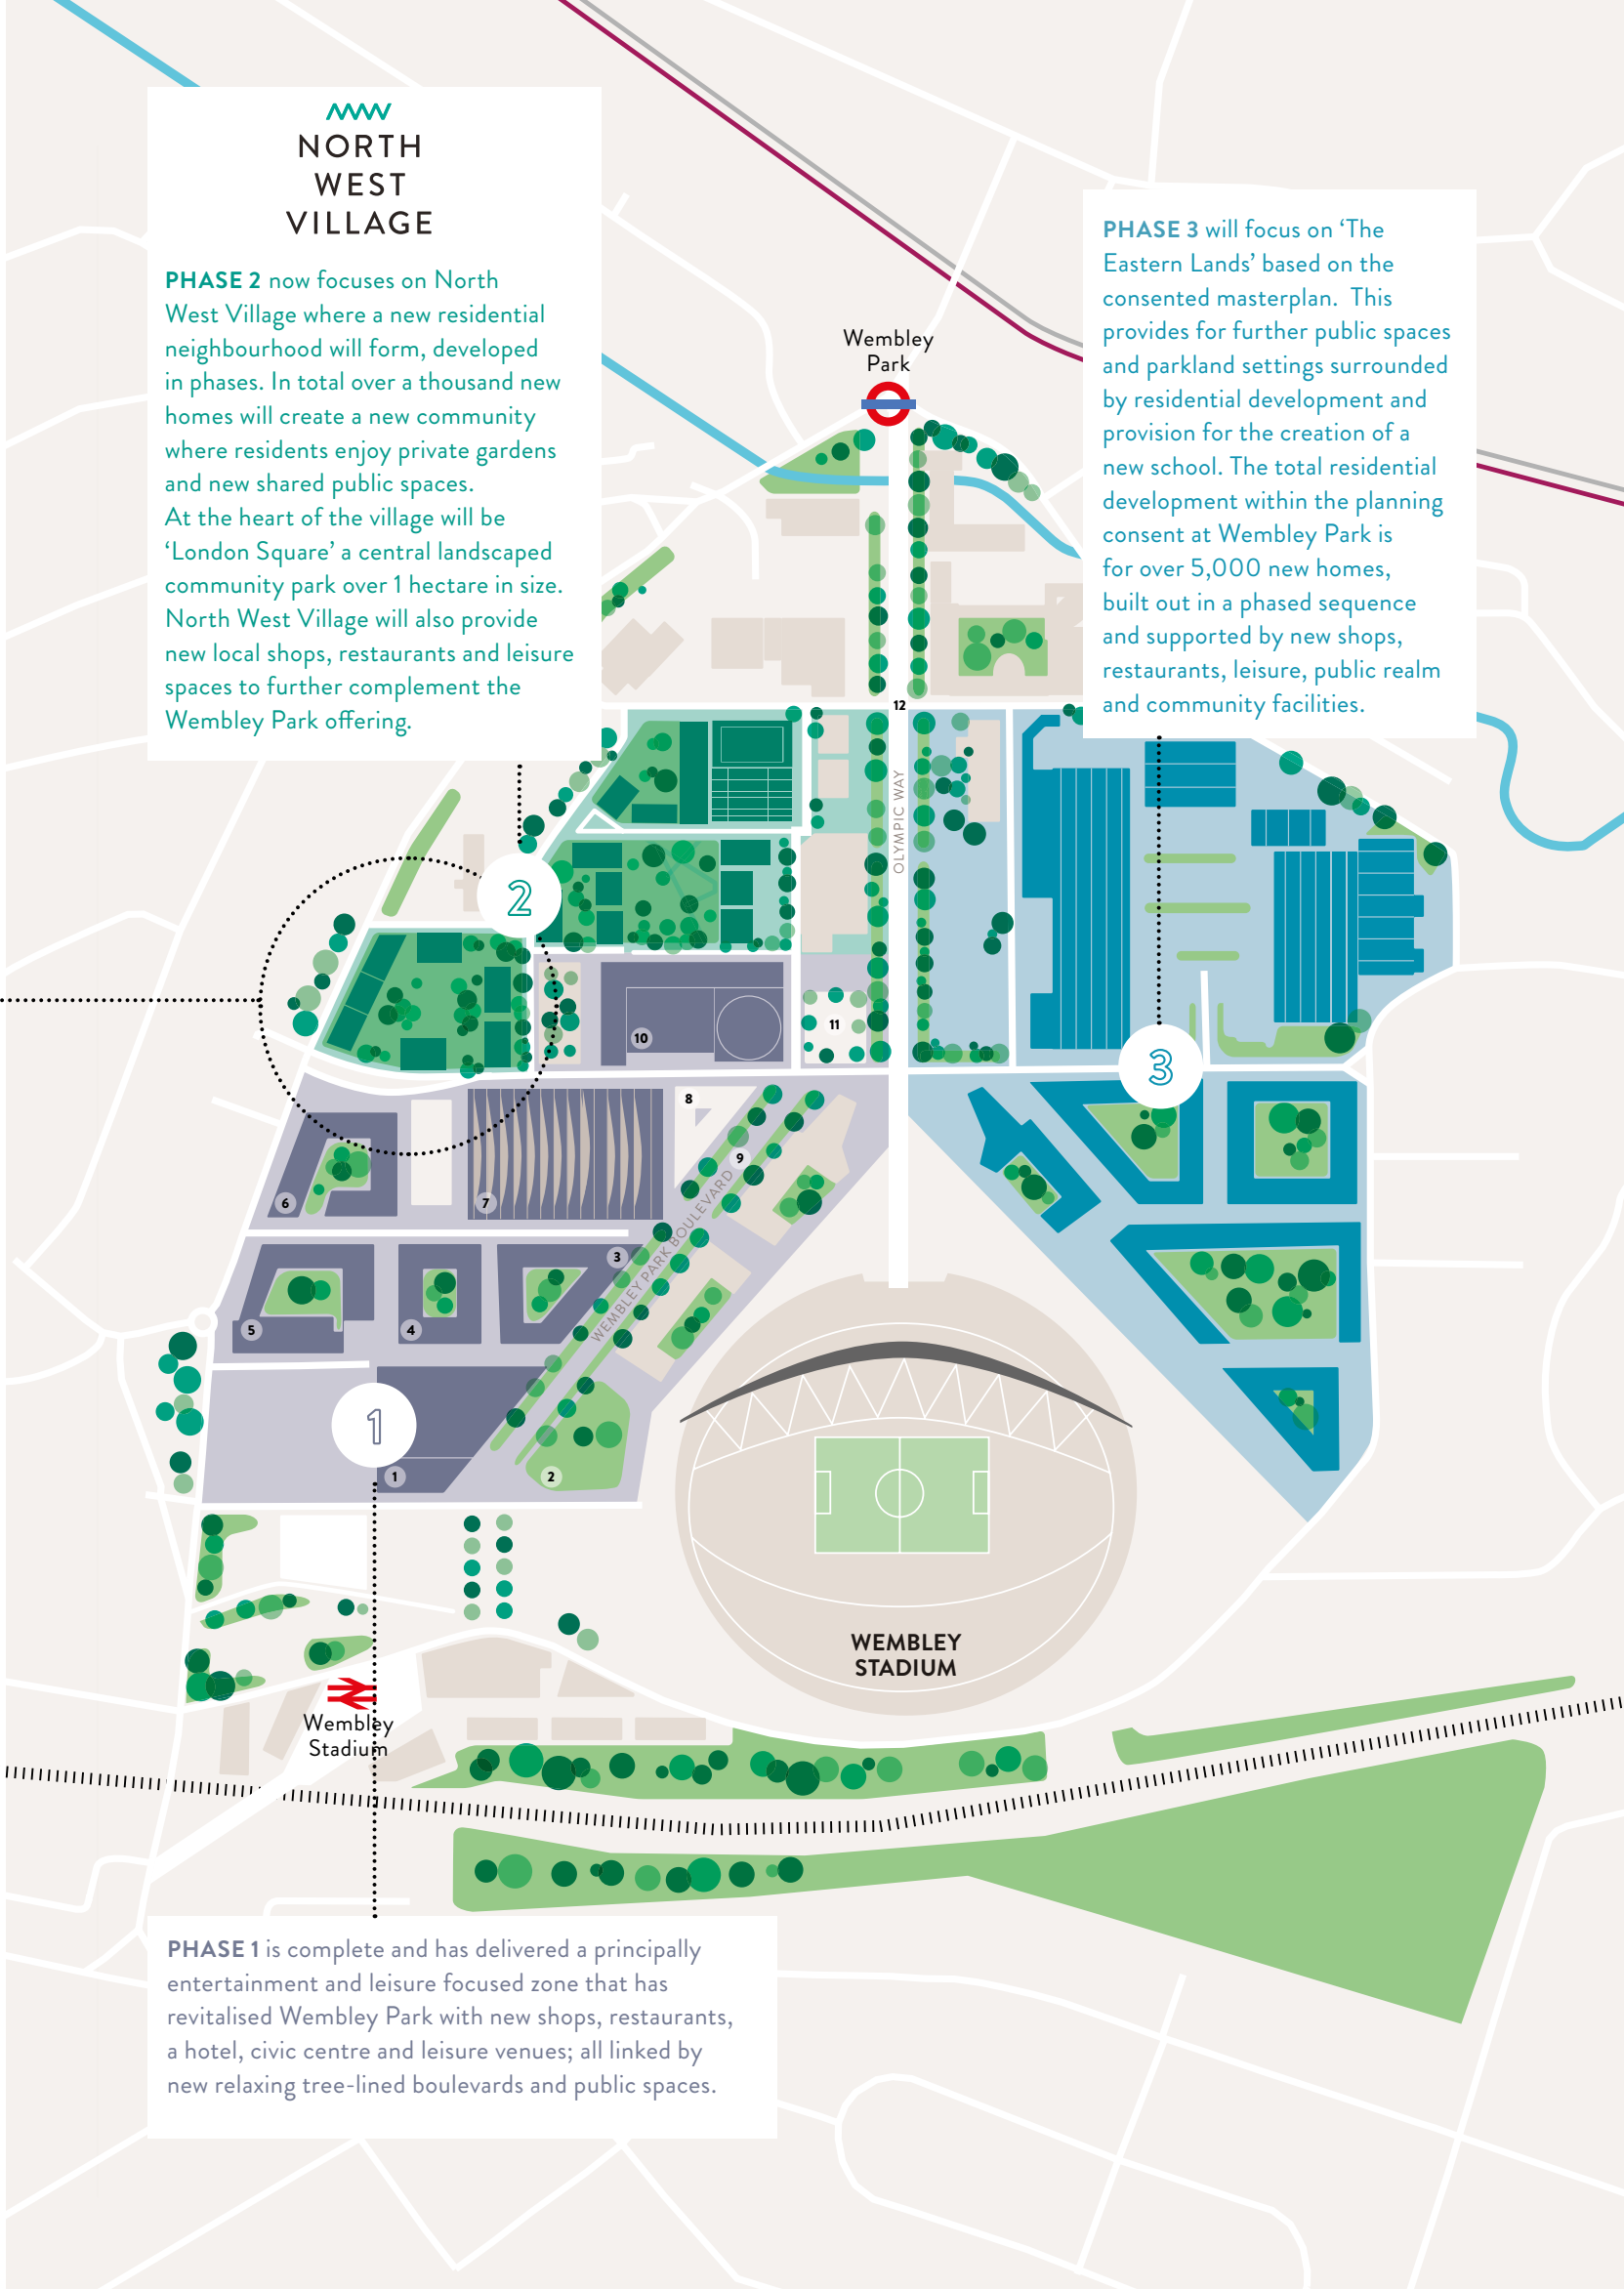 NORTH
WEST
VILLAGE
PHASE 2 now focuses on North
West Village where a new residential
neighbourhood will form, developed
in phases. In total over a thousand new
homes will create a new community
where residents enjoy private gardens
and new shared public spaces.
At the heart of the village will be
‘London Square’ a central landscaped
community park over 1 hectare in size.
North West Village will also provide
new local shops, restaurants and leisure
spaces to further complement the
Wembley Park offering.
PHASE 3 will focus on ‘The
Eastern Lands’ based on the
consented masterplan.  This
provides for further public spaces
and parkland settings surrounded
by residential development and
provision for the creation of a
new school. The total residential
development within the planning
consent at Wembley Park is
for over 5,000 new homes,
built out in a phased sequence
and supported by new shops,
restaurants, leisure, public realm
and community facilities.
Wembley
Park
12
OLYMPIC WAY
2
11
10
3
8
9
6
7
WEMBLEY PARK BOULEVARD
3
5
4
1
1
2
WEMBLEY
STADIUM
Wembley
Stadium
PHASE 1 is complete and has delivered a principally
entertainment and leisure focused zone that has
revitalised Wembley Park with new shops, restaurants,
a hotel, civic centre and leisure venues; all linked by
new relaxing tree-lined boulevards and public spaces.